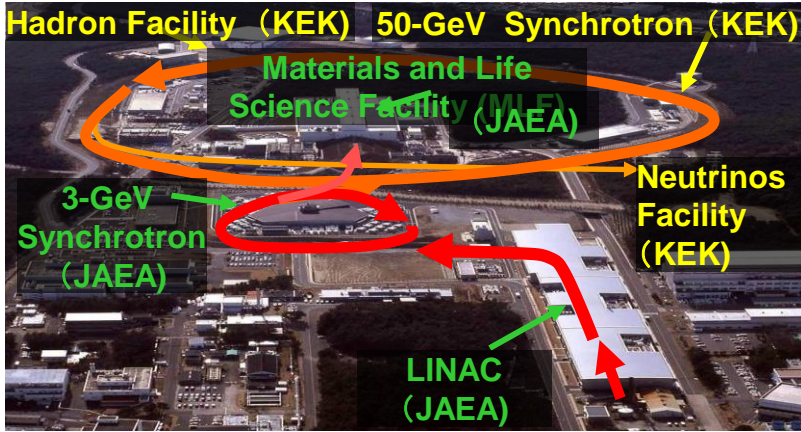 Hadron Facility（KEK）
50-GeV Synchrotron（KEK）
Materials and Life
Science Facility (MLF)
（JAEA）
3-GeV
Synchrotron
（JAEA）
Neutrinos
Facility
（KEK）
LINAC
（JAEA）